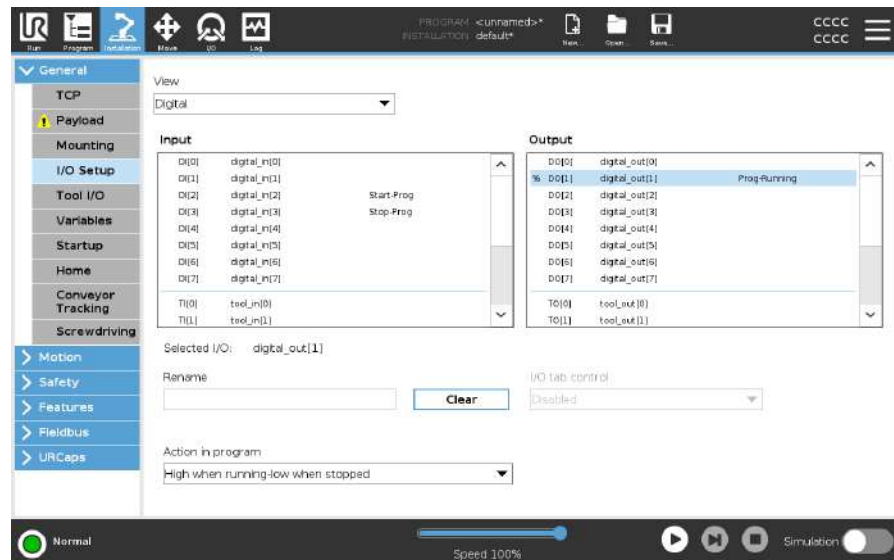 PROGRAM <unnamed>*
INSTALLATION default*
CCCC
CCCC
Run Program Installation Move I/O Log New... Open... Save...
General
TCP
Payload
Mounting
I/O Setup
Tool I/O
Variables
Startup
Home
Conveyor
Tracking
Screwdriving
Motion
Safety
Features
Fieldbus
URCaps
View
Digital
Input
DI[0] digital_in[0]
DI[1] digital_in[1]
DI[2] digital_in[2] Start-Prog
DI[3] digital_in[3] Stop-Prog
DI[4] digital_in[4]
DI[5] digital_in[5]
DI[6] digital_in[6]
DI[7] digital_in[7]
TI[0] tool_in[0]
TI[1] tool_in[1]
Output
DO[0] digital_out[0]
% DO[1] digital_out[1] Prog-Running
DO[2] digital_out[2]
DO[3] digital_out[3]
DO[4] digital_out[4]
DO[5] digital_out[5]
DO[6] digital_out[6]
DO[7] digital_out[7]
TO[0] tool_out[0]
TO[1] tool_out[1]
Selected I/O: digital_out[1]
Rename
Clear
I/O tab control
Disabled
Action in program
High when running-low when stopped
Normal
Speed 100%
Simulation